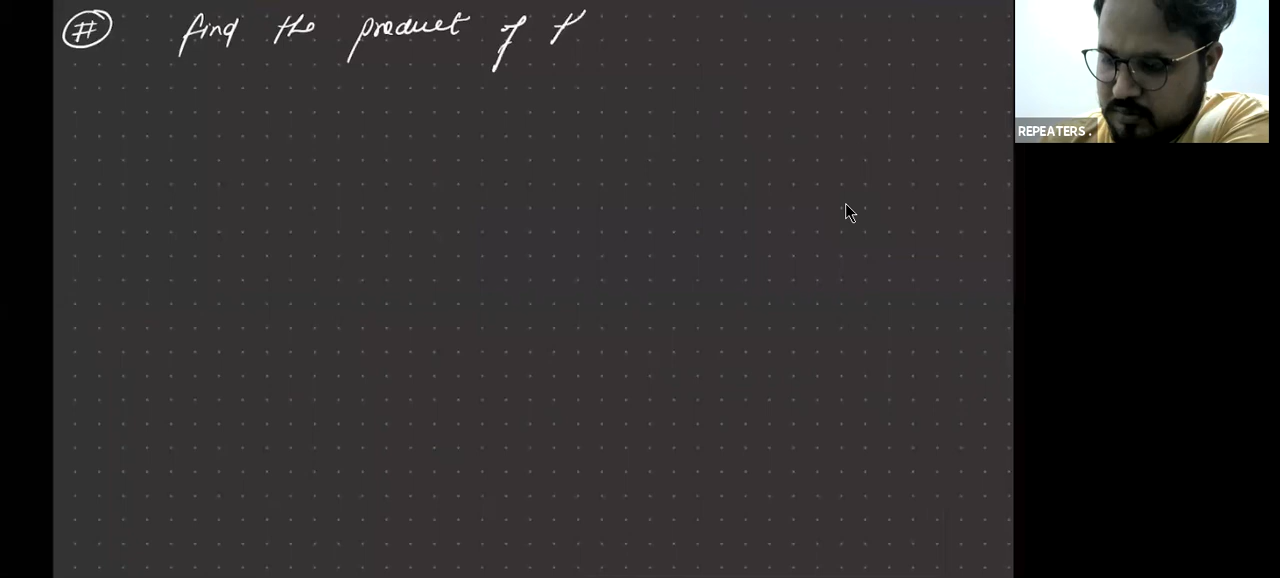 # find the product of t
REPEATERS .